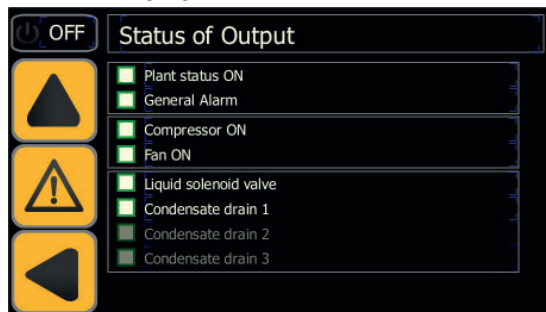 OFF
Status of Output
Plant status ON
General Alarm
Compressor ON
Fan ON
Liquid solenoid valve
Condensate drain 1
Condensate drain 2
Condensate drain 3